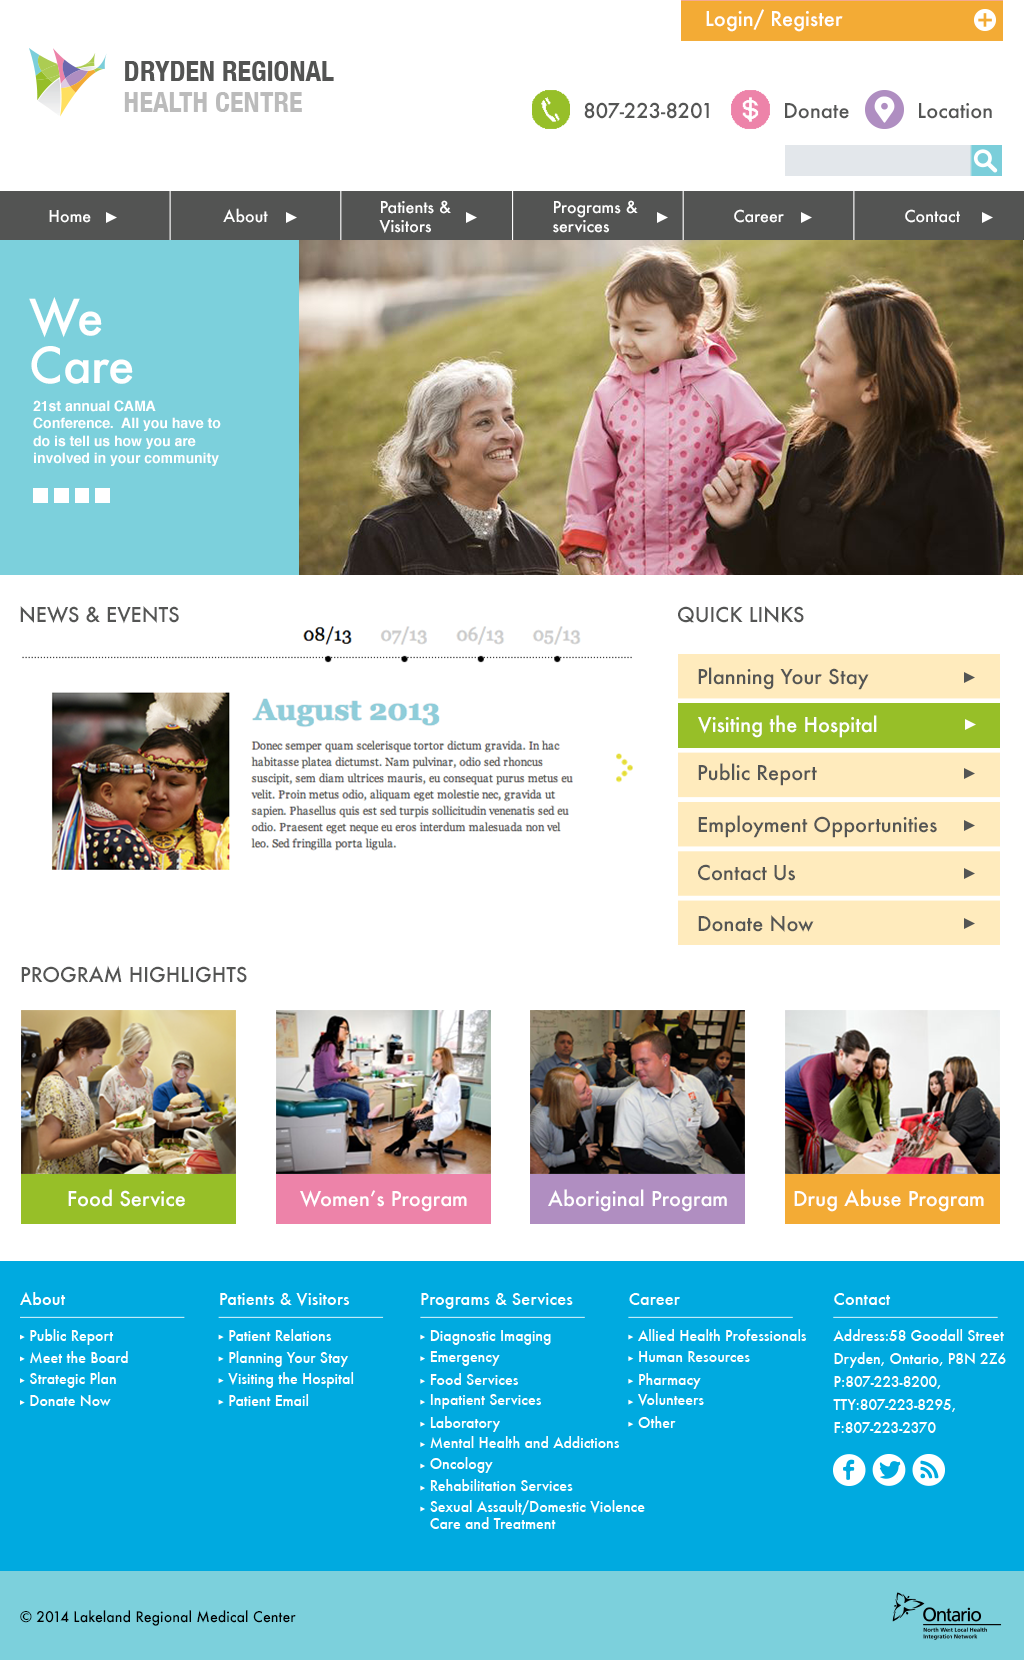 Login/ Register
DRYDEN REGIONAL
HEALTH CENTRE
807-223-8201
Donate
Location
Home
About
Patients &
Visitors
Programs &
services
Career
Contact
We
Care
21st annual CAMA
Conference.  All you have to
do is tell us how you are
involved in your community
NEWS & EVENTS
08/13
07/13
06/13
05/13
August 2013
Donec semper quam scelerisque tortor dictum gravida. In hac
habitasse platea dictumst. Nam pulvinar, odio sed rhoncus
suscipit, sem diam ultrices mauris, eu consequat purus metus eu
velit. Proin metus odio, aliquam eget molestie nec, gravida ut
sapien. Phasellus quis est sed turpis sollicitudin venenatis sed eu
odio. Praesent eget neque eu eros interdum malesuada non vel
leo. Sed fringilla porta ligula.
QUICK LINKS
Planning Your Stay
Visiting the Hospital
Public Report
Employment Opportunities
Contact Us
Donate Now
PROGRAM HIGHLIGHTS
Food Service
Women's Program
Aboriginal Program
Drug Abuse Program
About
Public Report
Meet the Board
Strategic Plan
Donate Now
Patients & Visitors
Patient Relations
Planning Your Stay
Visiting the Hospital
Patient Email
Programs & Services
Diagnostic Imaging
Emergency
Food Services
Inpatient Services
Laboratory
Mental Health and Addictions
Oncology
Rehabilitation Services
Sexual Assault/Domestic Violence
Care and Treatment
Career
Allied Health Professionals
Human Resources
Pharmacy
Volunteers
Other
Contact
Address:58 Goodall Street
Dryden, Ontario, P8N 2Z6
P:807-223-8200,
TTY:807-223-8295,
F:807-223-2370
© 2014 Lakeland Regional Medical Center
Ontario
North West Local Health
Integration Network